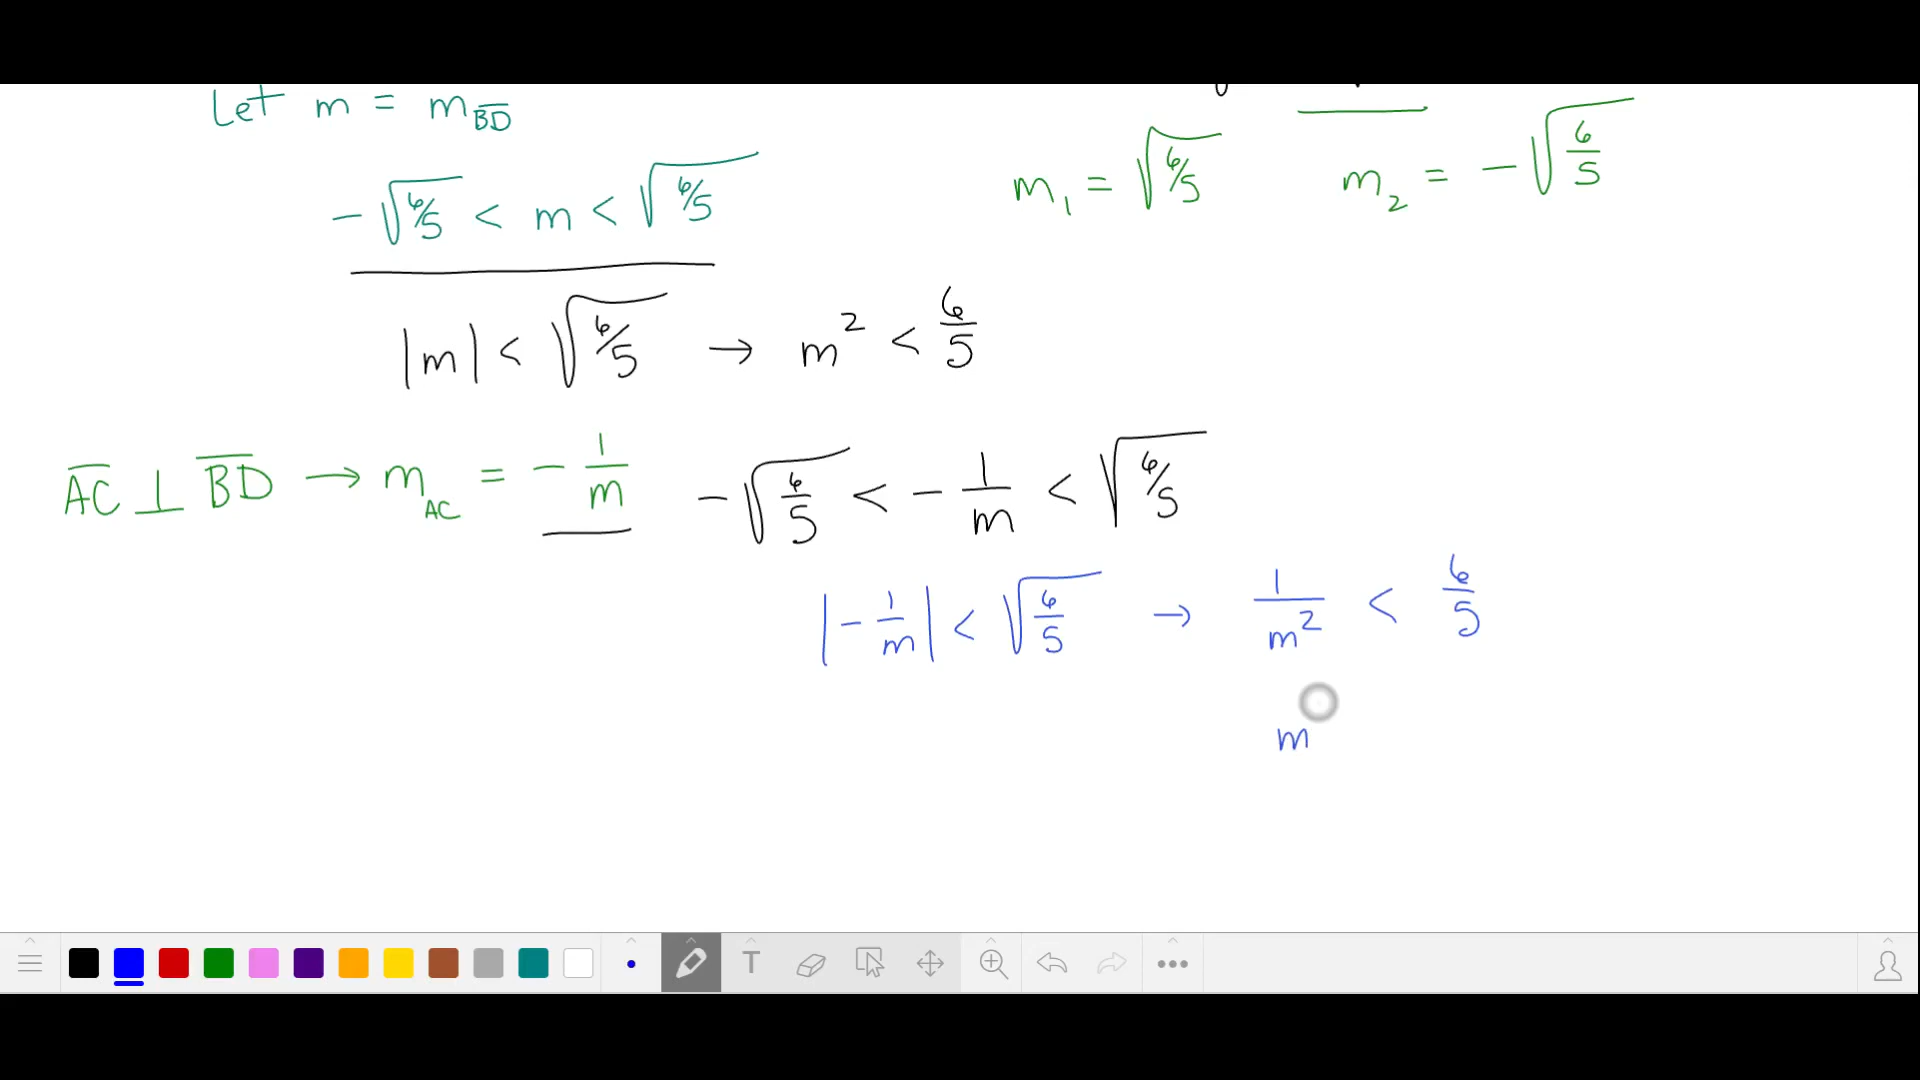 Let m = m_BD
m₁ = √6/5 m₂ = -√6/5
-√6/5 < m < √6/5
|m| < √6/5 → m² < 6/5
AC ⊥ BD → m_AC = -1/m -√6/5 < -1/m < √6/5
|-1/m| < √6/5 → 1/m² < 6/5
m
T